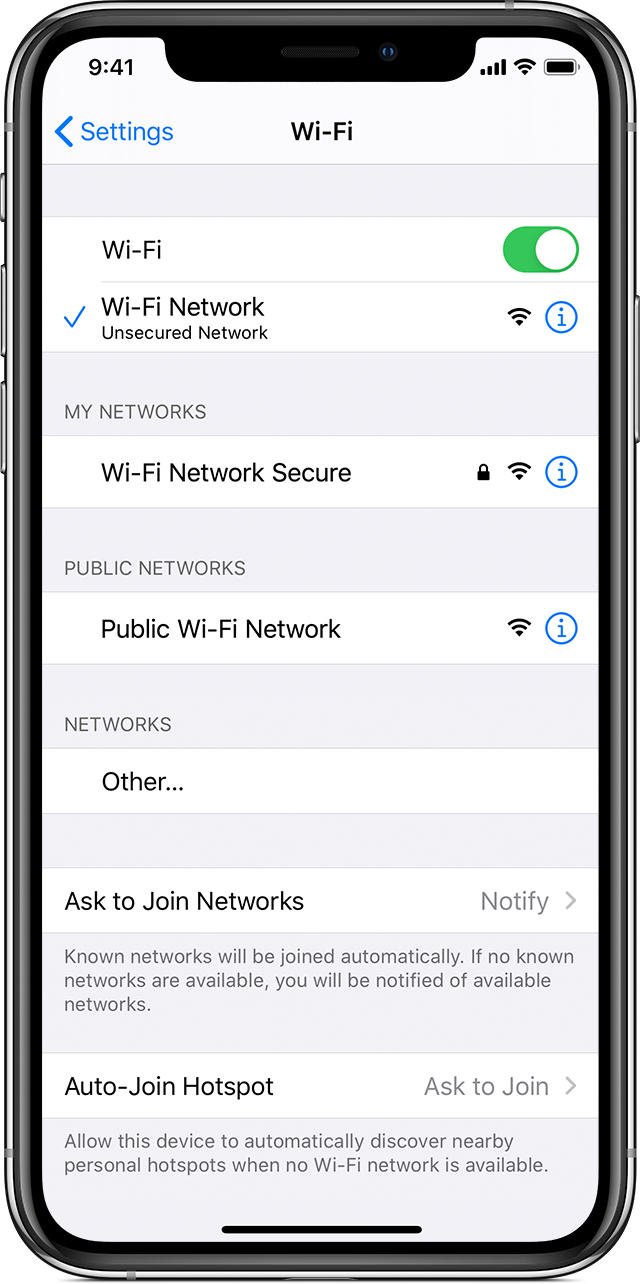 9:41
Settings
Wi-Fi
Wi-Fi
Wi-Fi Network
Unsecured Network
MY NETWORKS
Wi-Fi Network Secure
PUBLIC NETWORKS
Public Wi-Fi Network
NETWORKS
Other...
Ask to Join Networks Notify
Known networks will be joined automatically. If no known
networks are available, you will be notified of available
networks.
Auto-Join Hotspot Ask to Join
Allow this device to automatically discover nearby
personal hotspots when no Wi-Fi network is available.